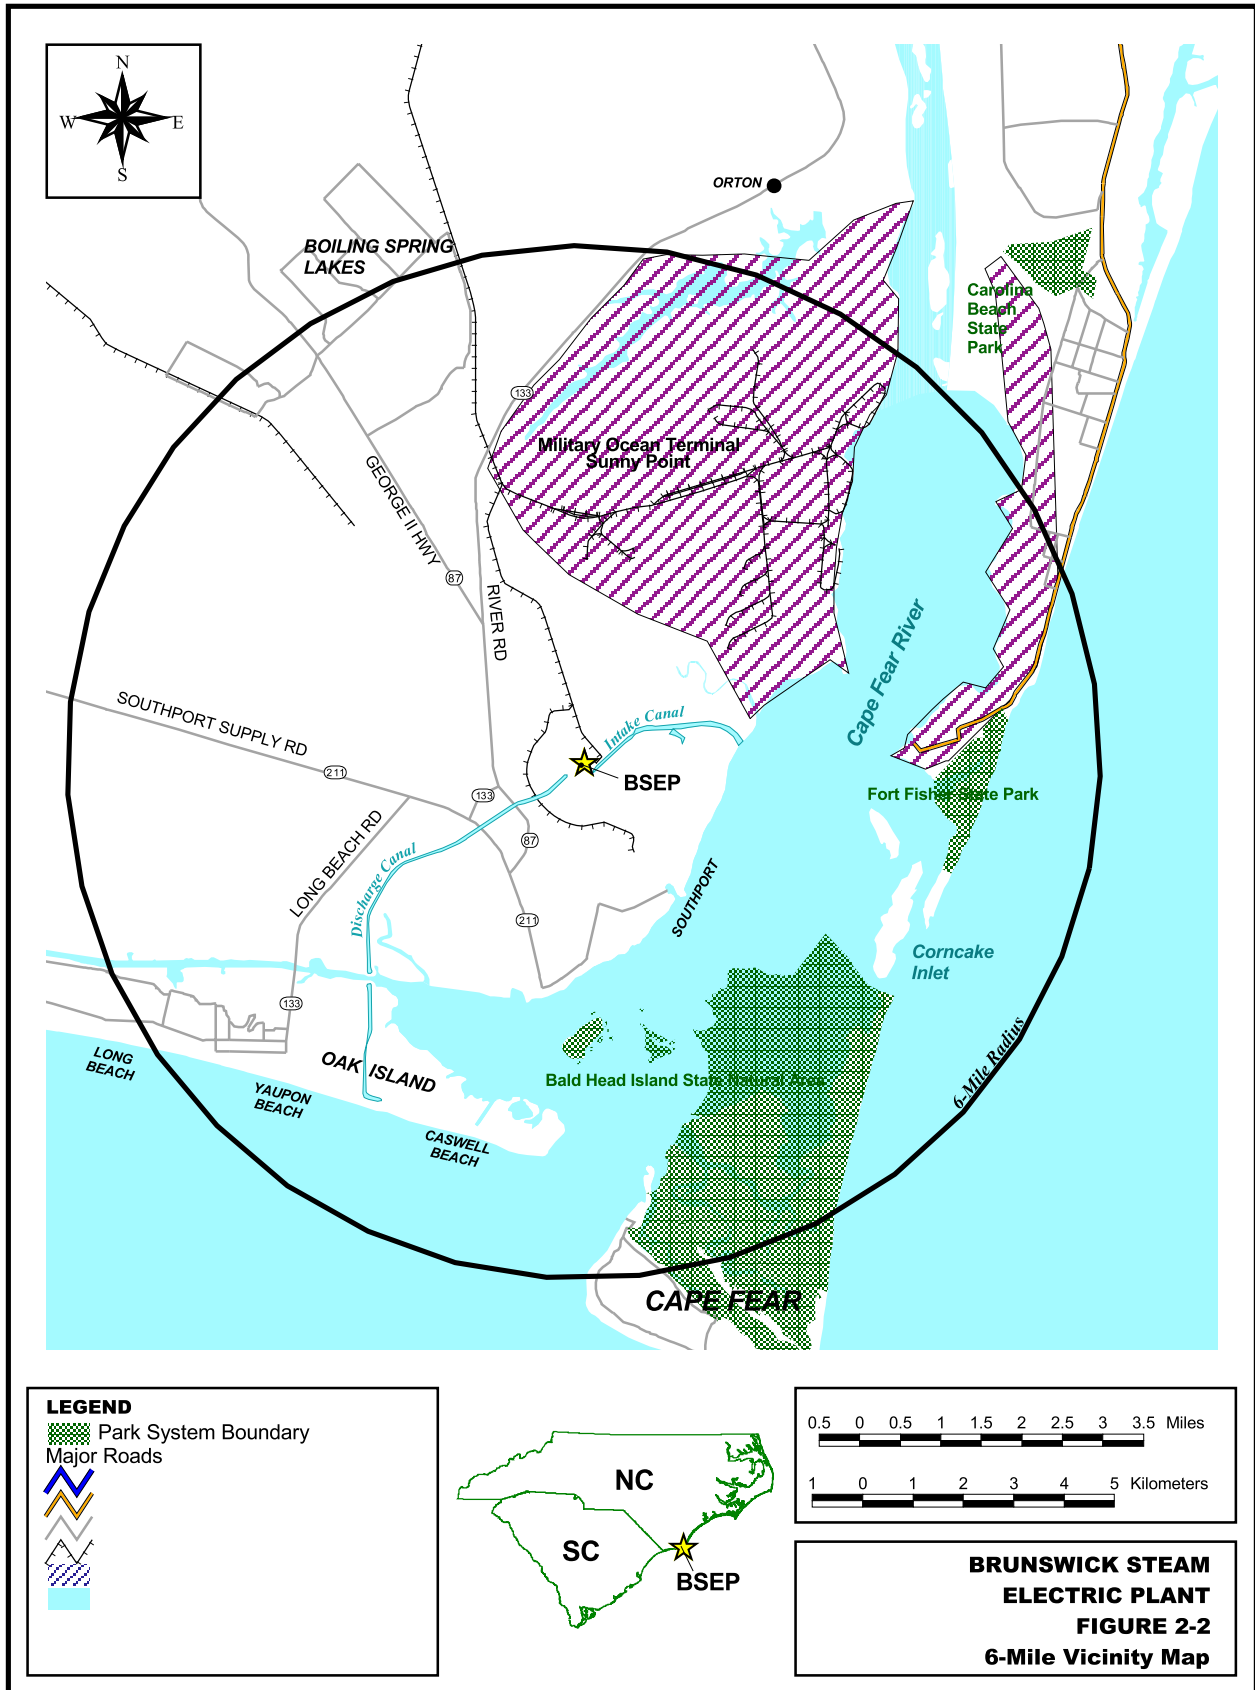 N
W
E
S
ORTON
BOILING SPRING
LAKES
Carolina
Beach
State
Park
133
Military Ocean Terminal
Sunny Point
GEORGE II HWY
87
RIVER RD
Cape Fear River
SOUTHPORT SUPPLY RD
211
Intake Canal
BSEP
133
Fort Fisher State Park
LONG BEACH RD
Discharge Canal
87
211
SOUTHPORT
Corncake
Inlet
133
LONG
BEACH
OAK ISLAND
YAUPON
BEACH
CASWELL
BEACH
Bald Head Island State Natural Area
6-Mile Radius
CAPE FEAR
LEGEND
Park System Boundary
Major Roads
NC
SC
BSEP
0.5 0 0.5 1 1.5 2 2.5 3 3.5 Miles
1 0 1 2 3 4 5 Kilometers
BRUNSWICK STEAM
ELECTRIC PLANT
FIGURE 2-2
6-Mile Vicinity Map